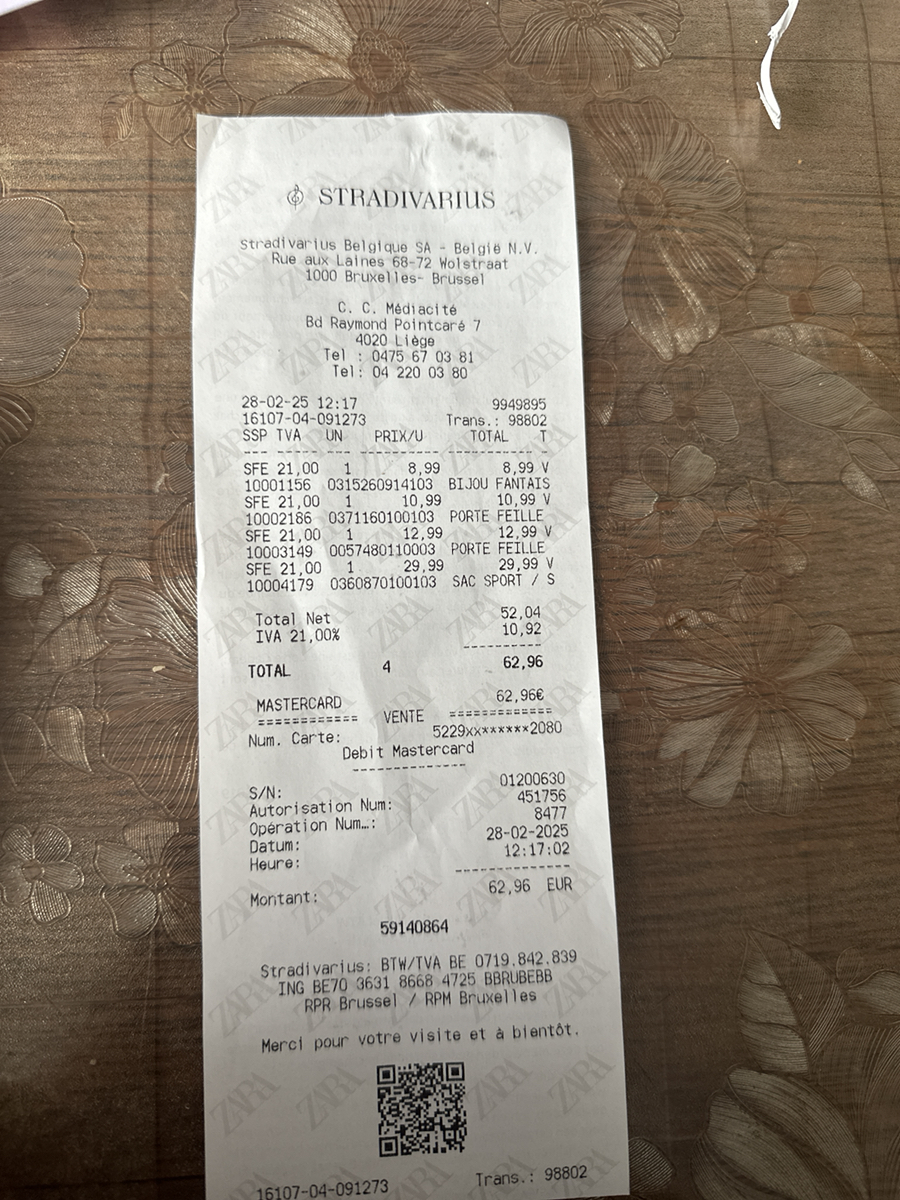 STRADIVARIUS
Stradivarius Belgique SA - België N.V.
Rue aux Laines 68-72 Wolstraat
1000 Bruxelles- Brussel
C. C. Médiacité
Bd Raymond Pointcaré 7
4020 Liège
Tel : 0475 67 03 81
Tel: 04 220 03 80
28-02-25 12:17 9949895
16107-04-091273 Trans.: 98802
SSP TVA UN PRIX/U TOTAL T
--- --- --- ----------- ------------ -
SFE 21,00 1 8,99 8,99 V
10001156 0315260914103 BIJOU FANTAIS
SFE 21,00 1 10,99 10,99 V
10002186 0371160100103 PORTE FEILLE
SFE 21,00 1 12,99 12,99 V
10003149 0057480110003 PORTE FEILLE
SFE 21,00 1 29,99 29,99 V
10004179 0360870100103 SAC SPORT / S
Total Net 52,04
IVA 21,00% 10,92
----------
TOTAL 4 62,96
MASTERCARD 62,96€
============ VENTE =============
Num. Carte: 5229xx******2080
Debit Mastercard
--------------
S/N: 01200630
Autorisation Num: 451756
Opération Num…: 8477
Datum: 28-02-2025
Heure: 12:17:02
--------------
Montant: 62,96 EUR
59140864
Stradivarius: BTW/TVA BE 0719.842.839
ING BE70 3631 8668 4725 BBRUBEBB
RPR Brussel / RPM Bruxelles
Merci pour votre visite et à bientôt.
16107-04-091273 Trans.: 98802
ZARA